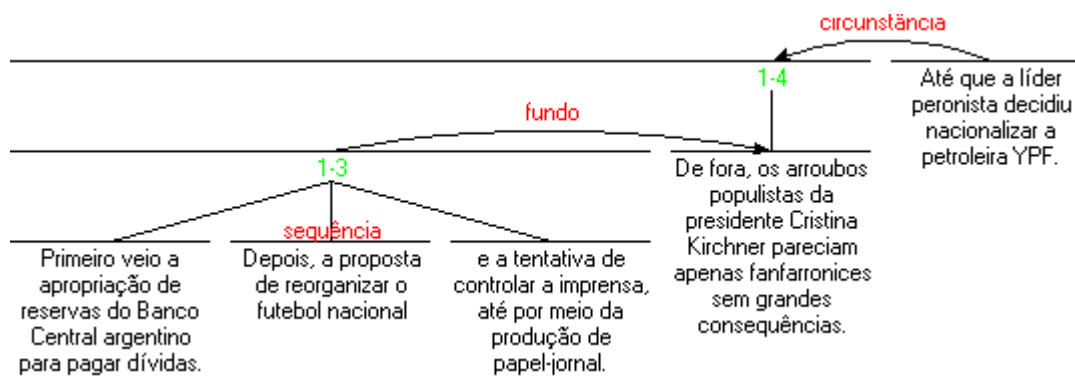 circunstância
1-4
Até que a líder
peronista decidiu
nacionalizar a
petroleira YPF.
fundo
1-3
De fora, os arroubos
populistas da
presidente Cristina
Kirchner pareciam
apenas fanfarronices
sem grandes
consequências.
sequência
Primeiro veio a
apropriação de
reservas do Banco
Central argentino
para pagar dívidas.
Depois, a proposta
de reorganizar o
futebol nacional
e a tentativa de
controlar a imprensa,
até por meio da
produção de
papel-jornal.